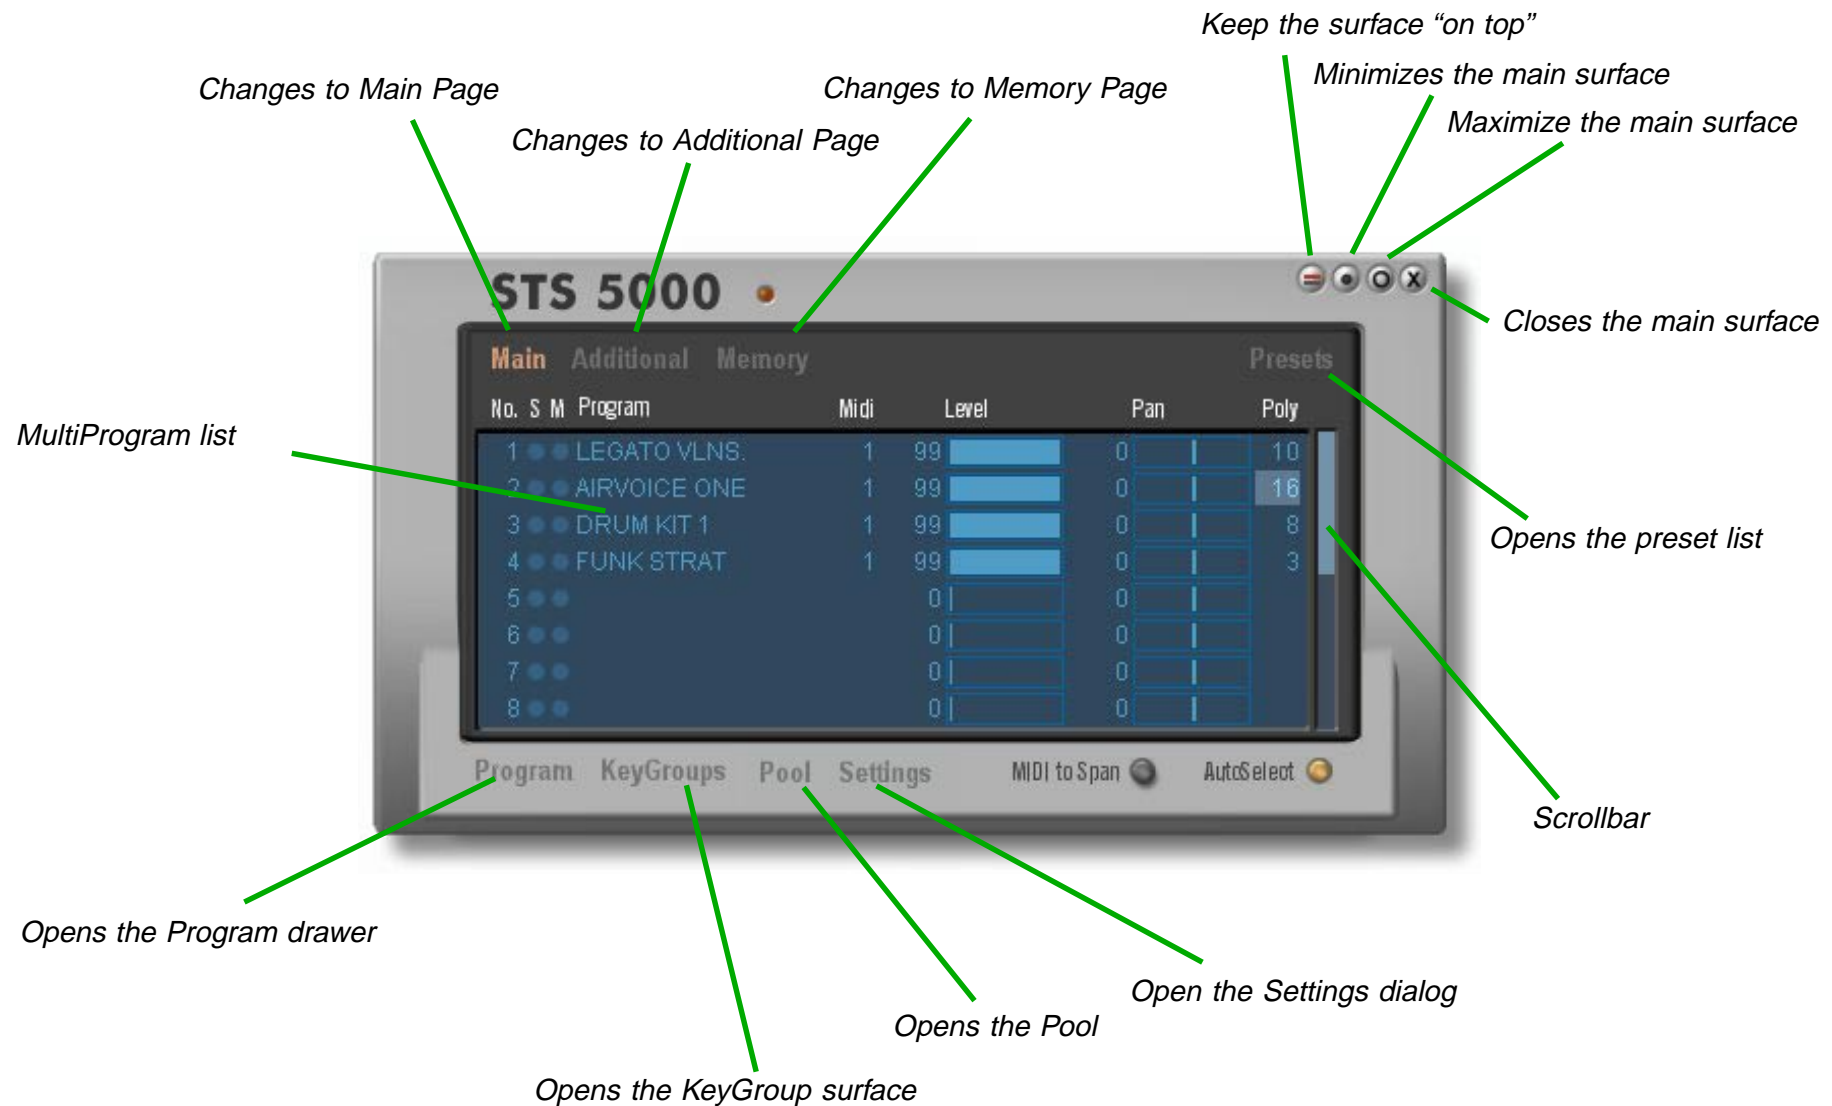 Keep the surface “on top”
Minimizes the main surface
Changes to Main Page
Changes to Memory Page
Maximize the main surface
Changes to Additional Page
STS 5000
X
Closes the main surface
Main Additional Memory Presets
No. S M Program Midi Level Pan Poly
MultiProgram list
1 LEGATO VLNS. 1 99 0 10
2 AIRVOICE ONE 1 99 0 16
3 DRUM KIT 1 1 99 0 8
Opens the preset list
4 FUNK STRAT 1 99 0 3
5 0 0
6 0 0
7 0 0
8 0 0
Program KeyGroups Pool Settings MIDI to Span AutoSelect
Scrollbar
Opens the Program drawer
Open the Settings dialog
Opens the Pool
Opens the KeyGroup surface